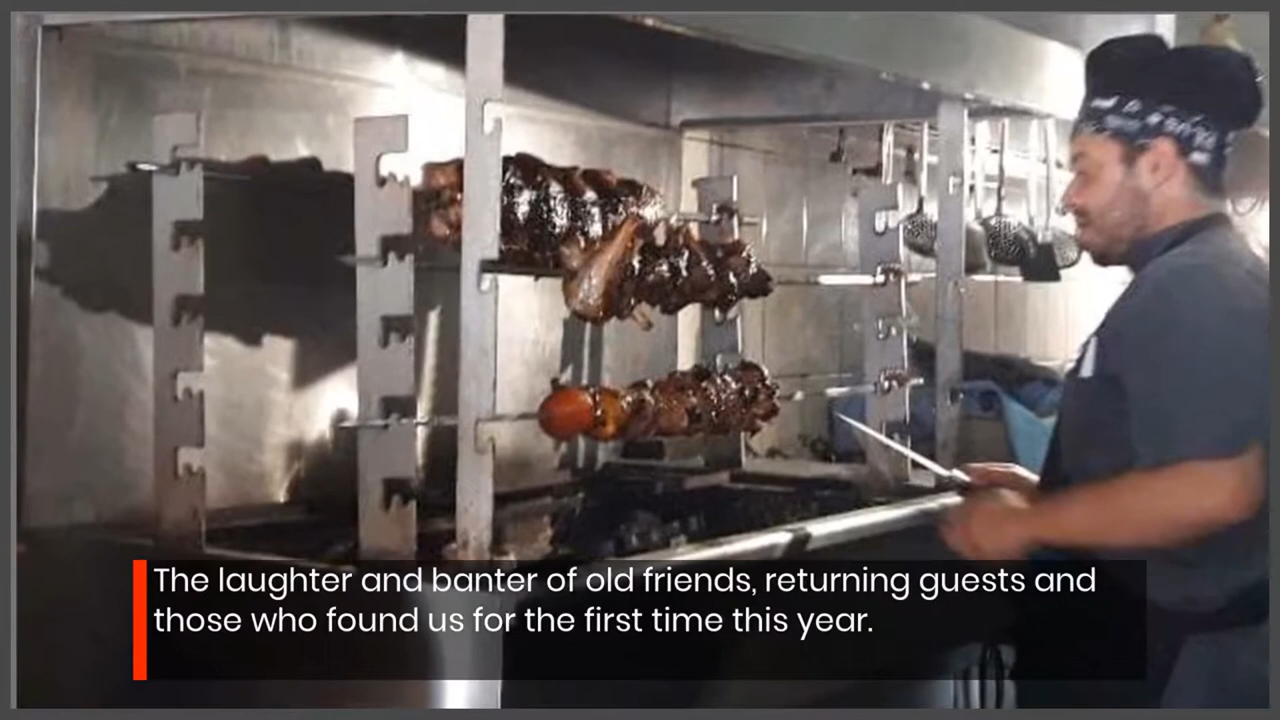 The laughter and banter of old friends, returning guests and
those who found us for the first time this year.